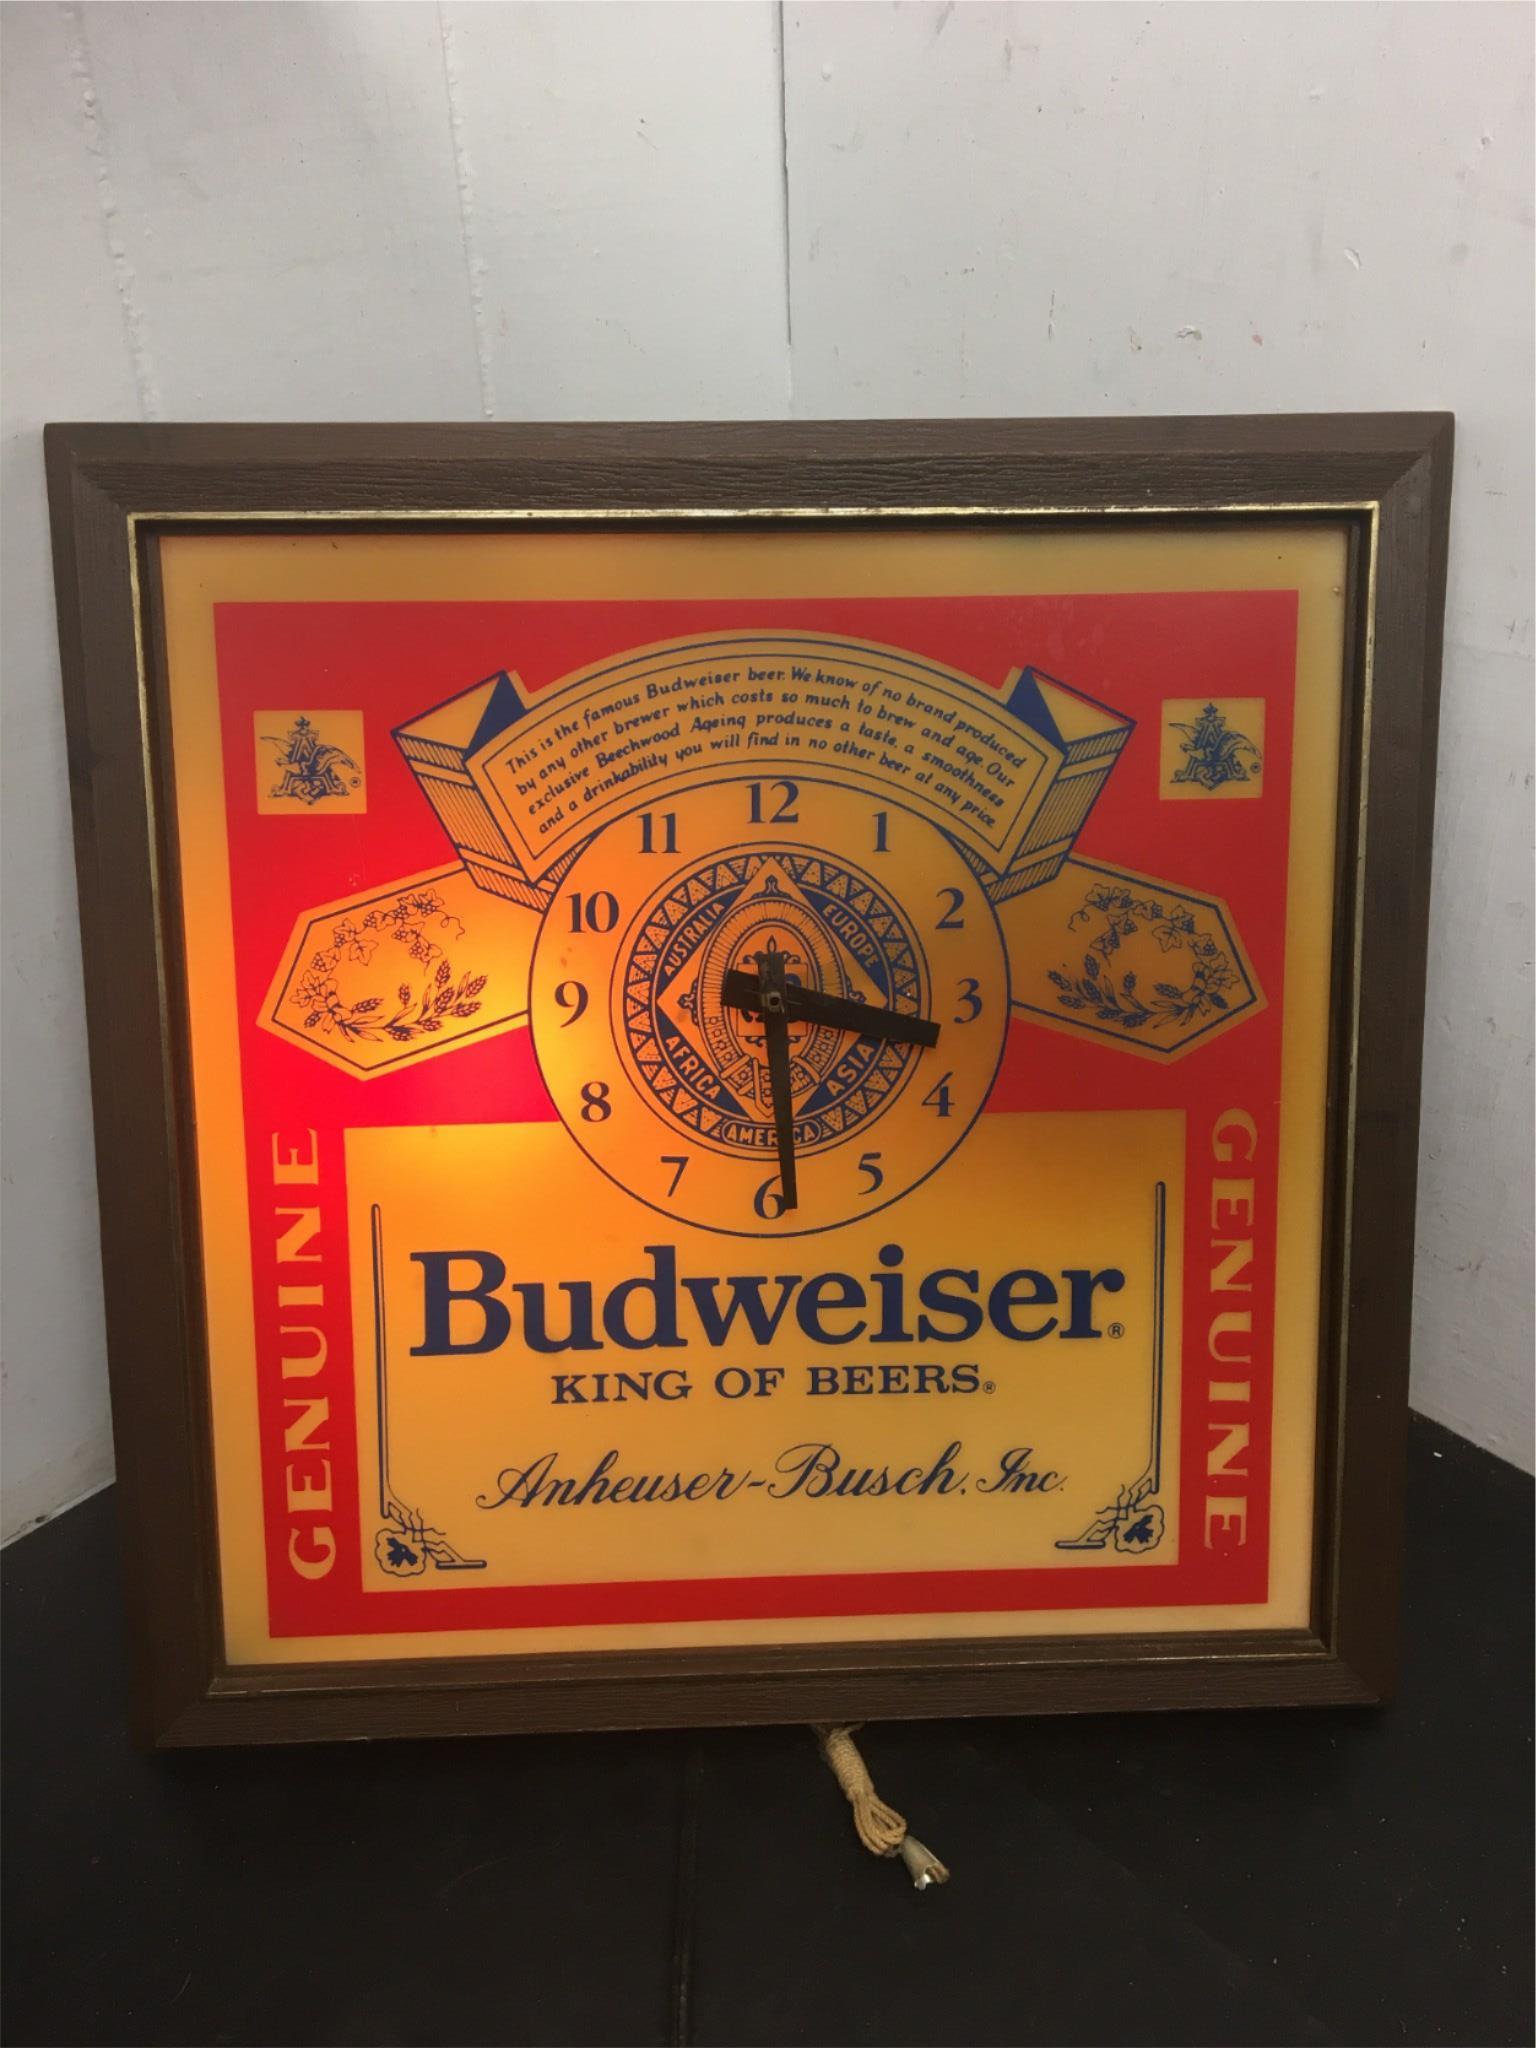 This is the famous Budweiser beer. We know of no brand produced
by any other brewer which costs so much to brew and age. Our
exclusive Beechwood Ageing produces a taste, a smoothness
and a drinkability you will find in no other beer at any price.
12
11 1
10 2
9 3
8 4
7 5
6
AUSTRALIA
EUROPE
AFRICA
ASIA
AMERICA
GENUINE
GENUINE
Budweiser®
KING OF BEERS®
Anheuser-Busch, Inc.